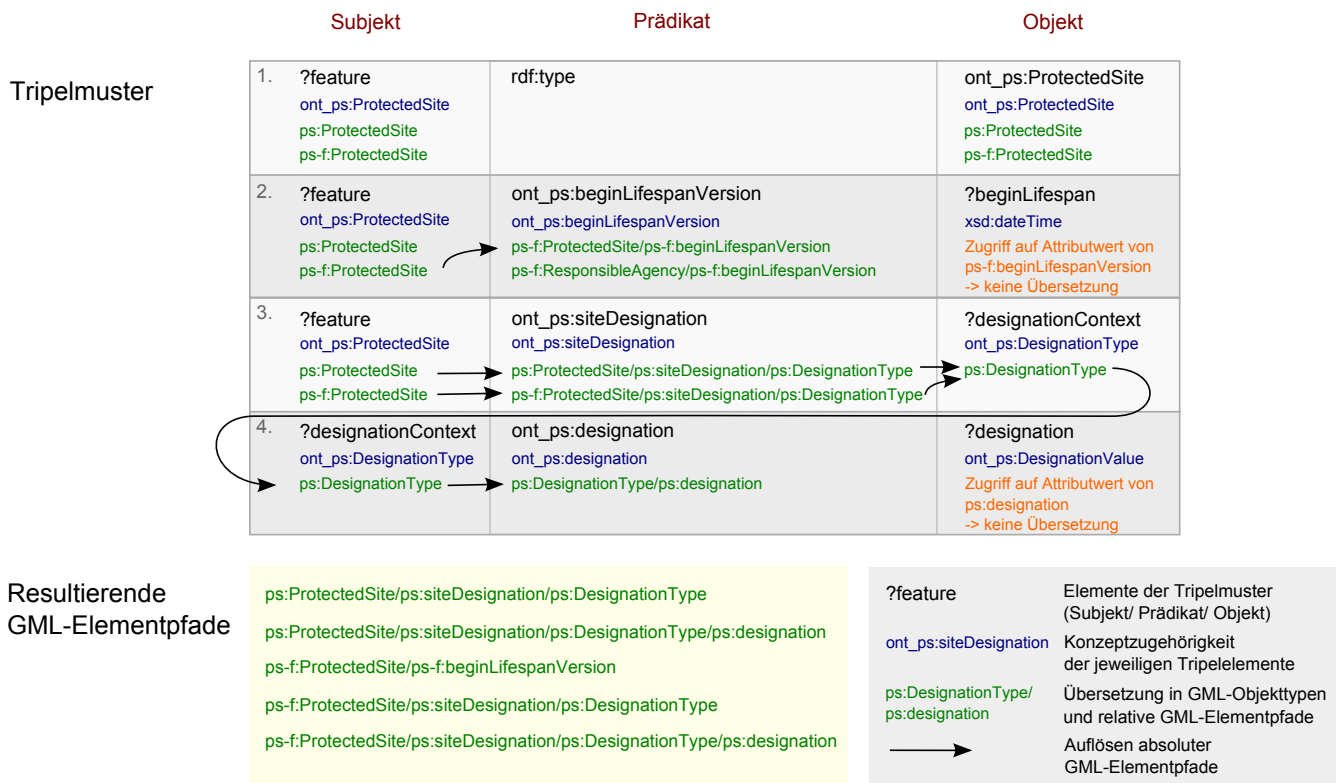 Subjekt Prädikat Objekt
Tripelmuster
1. ?feature rdf:type ont_ps:ProtectedSite
ont_ps:ProtectedSite ont_ps:ProtectedSite
ps:ProtectedSite ps:ProtectedSite
ps-f:ProtectedSite ps-f:ProtectedSite
2. ?feature ont_ps:beginLifespanVersion ?beginLifespan
ont_ps:ProtectedSite ont_ps:beginLifespanVersion xsd:dateTime
ps:ProtectedSite ps-f:ProtectedSite/ps-f:beginLifespanVersion Zugriff auf Attributwert von
ps-f:ProtectedSite ps-f:ResponsibleAgency/ps-f:beginLifespanVersion ps-f:beginLifespanVersion
-> keine Übersetzung
3. ?feature ont_ps:siteDesignation ?designationContext
ont_ps:ProtectedSite ont_ps:siteDesignation ont_ps:DesignationType
ps:ProtectedSite ps:ProtectedSite/ps:siteDesignation/ps:DesignationType ps:DesignationType
ps-f:ProtectedSite ps-f:ProtectedSite/ps:siteDesignation/ps:DesignationType
4. ?designationContext ont_ps:designation ?designation
ont_ps:DesignationType ont_ps:designation ont_ps:DesignationValue
ps:DesignationType ps:DesignationType/ps:designation Zugriff auf Attributwert von
ps:designation
-> keine Übersetzung
Resultierende
GML-Elementpfade
ps:ProtectedSite/ps:siteDesignation/ps:DesignationType
ps:ProtectedSite/ps:siteDesignation/ps:DesignationType/ps:designation
ps-f:ProtectedSite/ps-f:beginLifespanVersion
ps-f:ProtectedSite/ps:siteDesignation/ps:DesignationType
ps-f:ProtectedSite/ps:siteDesignation/ps:DesignationType/ps:designation
?feature Elemente der Tripelmuster
(Subjekt/ Prädikat/ Objekt)
ont_ps:siteDesignation Konzeptzugehörigkeit
der jeweiligen Tripelelemente
ps:DesignationType/ Übersetzung in GML-Objekttypen
ps:designation und relative GML-Elementpfade
Auflösen absoluter
GML-Elementpfade